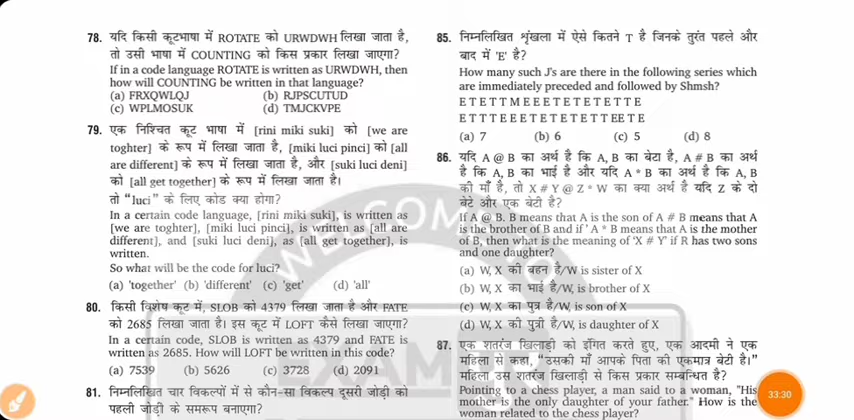 78. यदि किसी कूटभाषा में ROTATE को URWDWH लिखा जाता है,
तो उसी भाषा में COUNTING को किस प्रकार लिखा जाएगा?
If in a code language ROTATE is written as URWDWH, then
how will COUNTING be written in that language?
(a) FRXQWLQJ (b) RJPSCUTUD
(c) WPLMOSUK (d) TMJCKVPE
79. एक निश्चित कूट भाषा में [rini miki suki] को [we are
toghter] के रूप में लिखा जाता है, [miki luci pinci] को [all
are different] के रूप में लिखा जाता है, और [suki luci deni]
को [all get together] के रूप में लिखा जाता है।
तो "luci" के लिए कोड क्या होगा?
In a certain code language, [rini miki suki], is written as
[we are toghter], [miki luci pinci], is written as [all are
different], and [suki luci deni], as [all get together], is
written.
So what will be the code for luci?
(a) 'together' (b) 'different' (c) 'get' (d) 'all'
80. किसी विशेष कूट में, SLOB को 4379 लिखा जाता है और FATE
को 2685 लिखा जाता है। इस कूट में LOFT कैसे लिखा जाएगा?
In a certain code, SLOB is written as 4379 and FATE is
written as 2685. How will LOFT be written in this code?
(a) 7539 (b) 5626 (c) 3728 (d) 2091
81. निम्नलिखित चार विकल्पों में से कौन-सा विकल्प दूसरी जोड़ी को
पहली जोड़ी के समरूप बनाएगा?
85. निम्नलिखित शृंखला में ऐसे कितने T है जिनके तुरंत पहले और
बाद में 'E' है?
How many such J's are there in the following series which
are immediately preceded and followed by Shmsh?
E T E T T M E E E T E T E T E T T E
E T T T E E E T E T E T E T T E E T E
(a) 7 (b) 6 (c) 5 (d) 8
86. यदि A @ B का अर्थ है कि A, B का बेटा है, A # B का अर्थ
है कि A, B का भाई है और यदि A * B का अर्थ है कि A, B
की माँ है, तो X # Y @ Z * W का क्या अर्थ है यदि Z के दो
बेटे और एक बेटी है?
If A @ B. B means that A is the son of A # B means that A
is the brother of B and if ' A * B means that A is the mother
of B, then what is the meaning of 'X # Y' if R has two sons
and one daughter?
(a) W, X की बहन है/W is sister of X
(b) W, X का भाई है/W, is brother of X
(c) W, X का पुत्र है/W, is son of X
(d) W, X की पुत्री है/W, is daughter of X
87. एक शतरंज खिलाड़ी को इंगित करते हुए, एक आदमी ने एक
महिला से कहा, "उसकी माँ आपके पिता की एकमात्र बेटी है।"
महिला उस शतरंज खिलाड़ी से किस प्रकार सम्बन्धित है?
Pointing to a chess player, a man said to a woman, "His
mother is the only daughter of your father." How is the
woman related to the chess player?
33:30